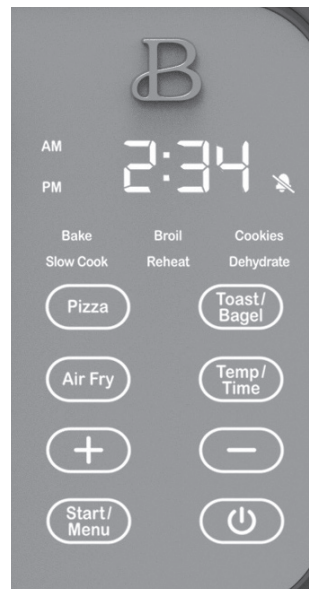 B
AM
2:34
PM
Bake Broil Cookies
Slow Cook Reheat Dehydrate
Pizza
Toast/
Bagel
Air Fry
Temp/
Time
+ −
Start/
Menu